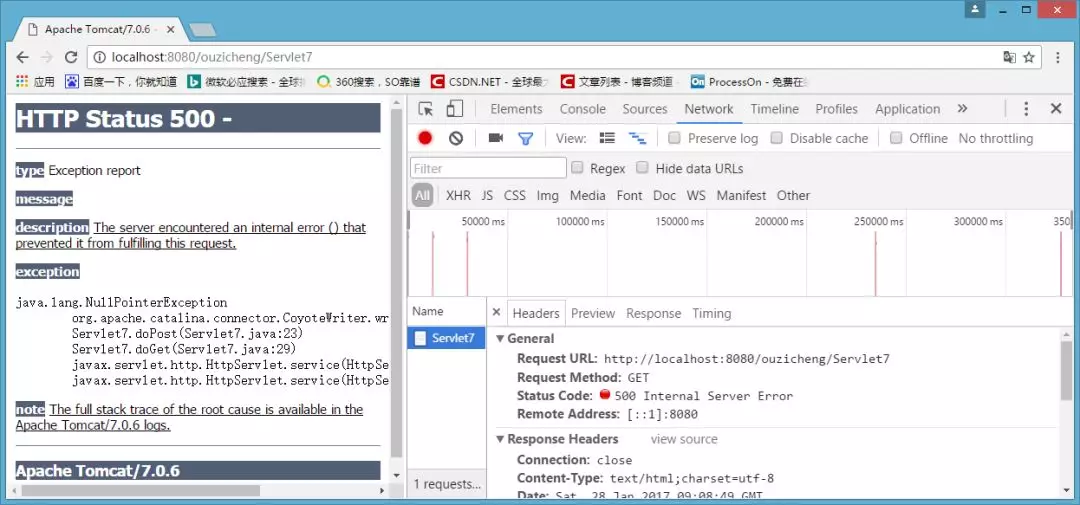 Apache Tomcat/7.0.6 -
localhost:8080/ouzicheng/Servlet7
应用 百度一下，你就知道 微软必应搜索 - 全球 360搜索，SO靠谱 CSDN.NET - 全球最 文章列表 - 博客频道 - ProcessOn - 免费在
HTTP Status 500 -
type Exception report
message
description The server encountered an internal error () that
prevented it from fulfilling this request.
exception
java.lang.NullPointerException
org.apache.catalina.connector.CoyoteWriter.wr
Servlet7.doPost(Servlet7.java:23)
Servlet7.doGet(Servlet7.java:29)
javax.servlet.http.HttpServlet.service(HttpSe
javax.servlet.http.HttpServlet.service(HttpSe
note The full stack trace of the root cause is available in the
Apache Tomcat/7.0.6 logs.
Apache Tomcat/7.0.6
Elements Console Sources Network Timeline Profiles Application
View: Preserve log Disable cache Offline No throttling
Filter Regex Hide data URLs
All XHR JS CSS Img Media Font Doc WS Manifest Other
50000 ms 100000 ms 150000 ms 200000 ms 250000 ms 300000 ms 350
Name Headers Preview Response Timing
Servlet7
General
Request URL: http://localhost:8080/ouzicheng/Servlet7
Request Method: GET
Status Code: 500 Internal Server Error
Remote Address: [::1]:8080
Response Headers view source
Connection: close
Content-Type: text/html;charset=utf-8
Date: Sat, 28 Jan 2017 09:08:49 GMT
1 requests...